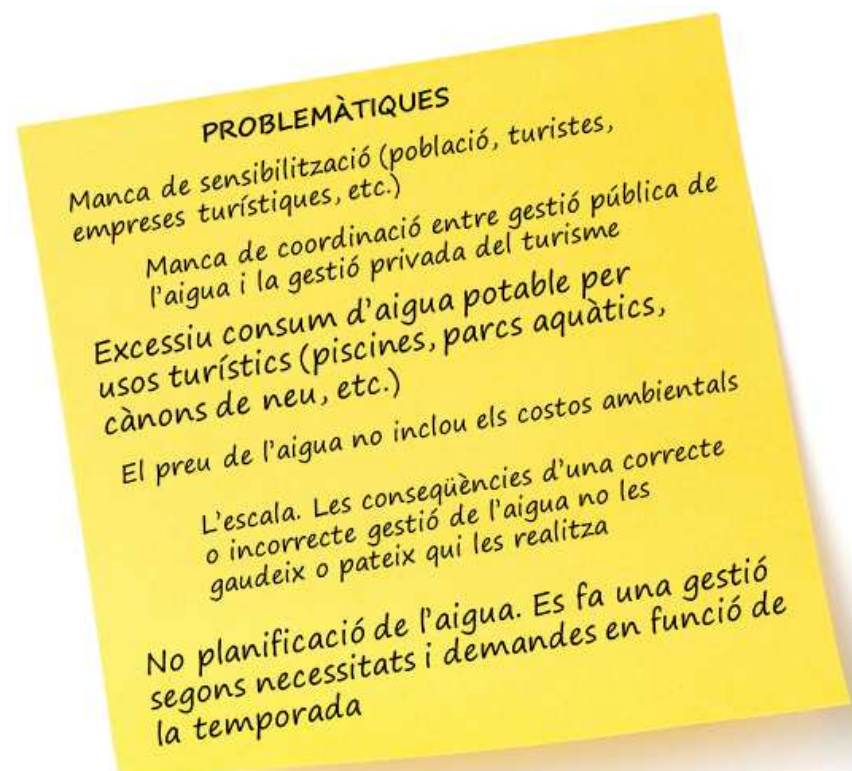 PROBLEMÀTIQUES
Manca de sensibilització (població, turistes,
empreses turístiques, etc.)
Manca de coordinació entre gestió pública de
l'aigua i la gestió privada del turisme
Excessiu consum d'aigua potable per
usos turístics (piscines, parcs aquàtics,
cànons de neu, etc.)
El preu de l'aigua no inclou els costos ambientals
L'escala. Les conseqüències d'una correcte
o incorrecte gestió de l'aigua no les
gaudeix o pateix qui les realitza
No planificació de l'aigua. Es fa una gestió
segons necessitats i demandes en funció de
la temporada